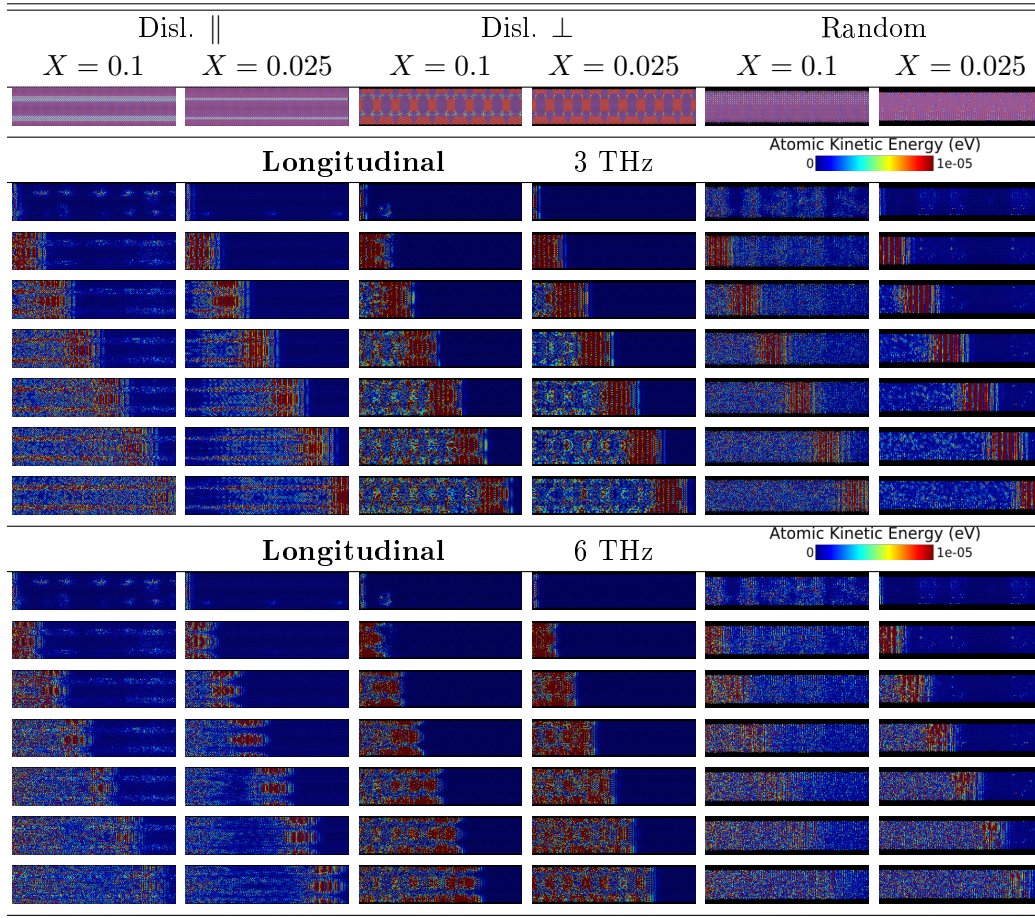 Disl. ∥ Disl. ⊥ Random
X = 0.1 X = 0.025 X = 0.1 X = 0.025 X = 0.1 X = 0.025
Longitudinal 3 THz Atomic Kinetic Energy (eV)
0 1e-05
Longitudinal 6 THz Atomic Kinetic Energy (eV)
0 1e-05